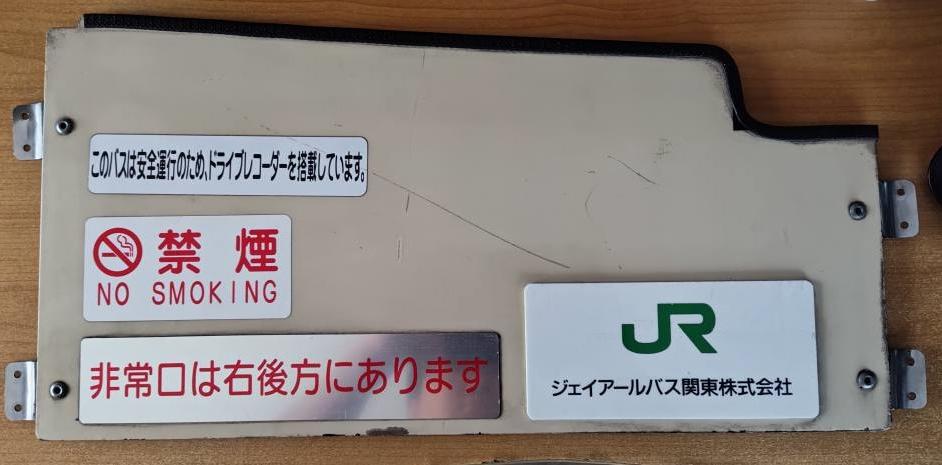 このバスは安全運行のため、ドライブレコーダーを搭載しています。
禁煙
NO SMOKING
非常口は右後方にあります
JR
ジェイアールバス関東株式会社